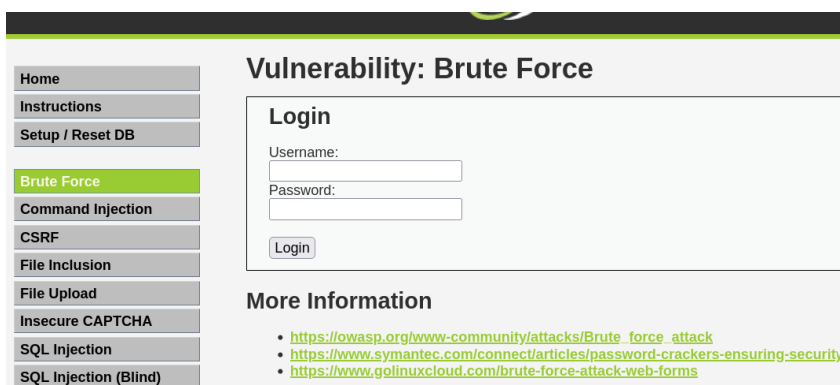 Home
Instructions
Setup / Reset DB
Brute Force
Command Injection
CSRF
File Inclusion
File Upload
Insecure CAPTCHA
SQL Injection
SQL Injection (Blind)
Vulnerability: Brute Force
Login
Username:
Password:
Login
More Information
https://owasp.org/www-community/attacks/Brute_force_attack
https://www.symantec.com/connect/articles/password-crackers-ensuring-security
https://www.golinuxcloud.com/brute-force-attack-web-forms